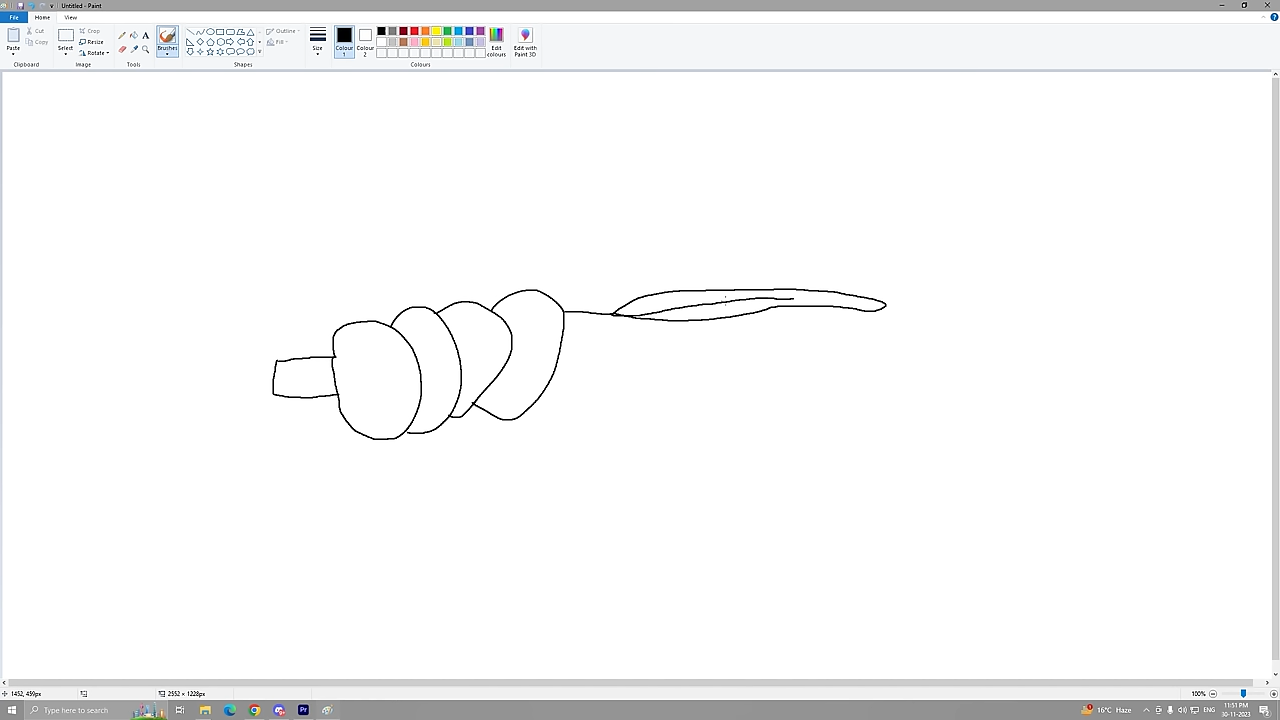 Untitled - Paint
File Home View
Paste
Cut
Copy
Clipboard
Select
Crop
Resize
Rotate
Image
Tools
Brushes
Outline
Fill
Shapes
Size
Colour 1
Colour 2
Edit colours
Edit with Paint 3D
Colours
1452, 459px
2552 × 1228px
100%
Type here to search
16°C Haze
ENG
11:51 PM
30-11-2023